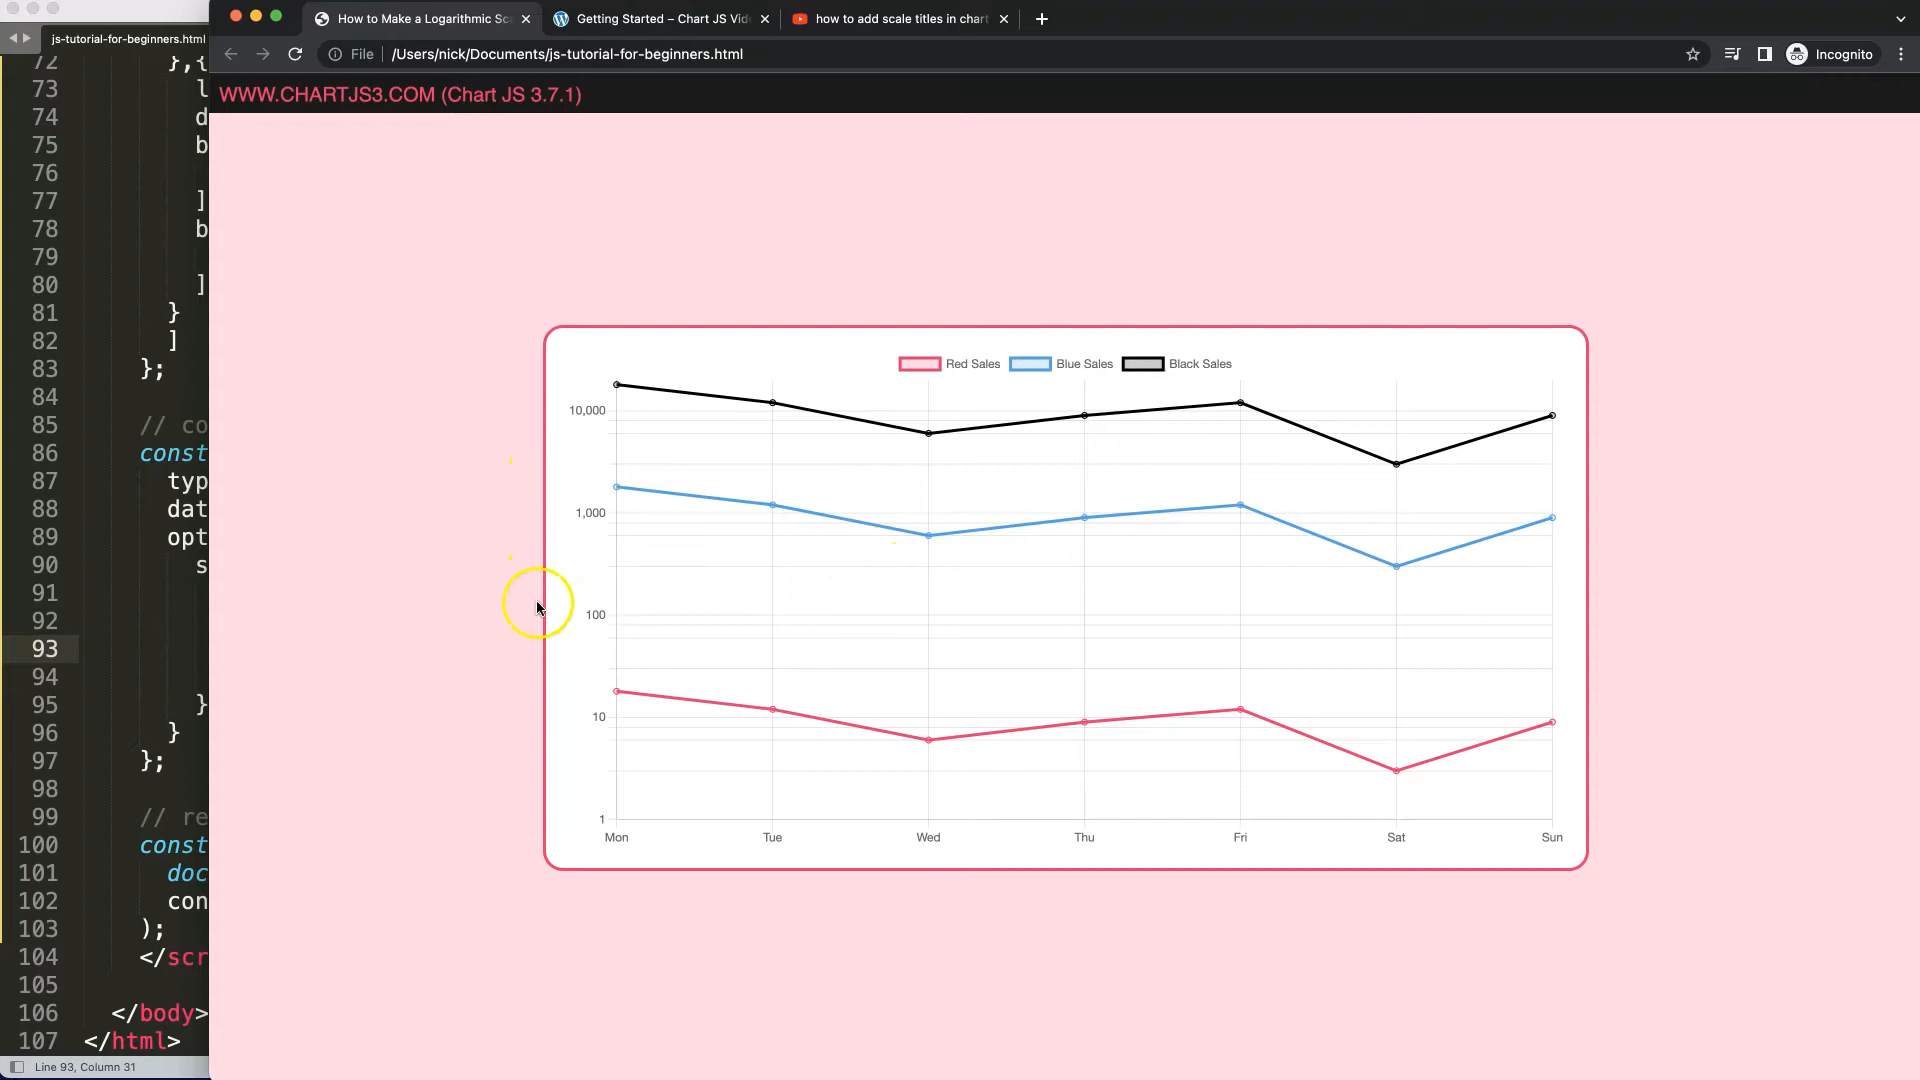 js-tutorial-for-beginners.html
How to Make a Logarithmic Sc
Getting Started – Chart JS Vid
how to add scale titles in chart
File
/Users/nick/Documents/js-tutorial-for-beginners.html
Incognito
WWW.CHARTJS3.COM (Chart JS 3.7.1)
72 },{
73 l
74 d
75 b
76
77 ]
78 b
79
80 ]
81 }
82 ]
83 };
84
85 // co
86 const
87 typ
88 dat
89 opt
90 s
91
92
93
94
95 }
96 }
97 };
98
99 // re
100 const
101 doc
102 con
103 );
104 </scr
105
106 </body>
107 </html>
Line 93, Column 31
Red Sales
Blue Sales
Black Sales
10,000
1,000
100
10
1
Mon
Tue
Wed
Thu
Fri
Sat
Sun